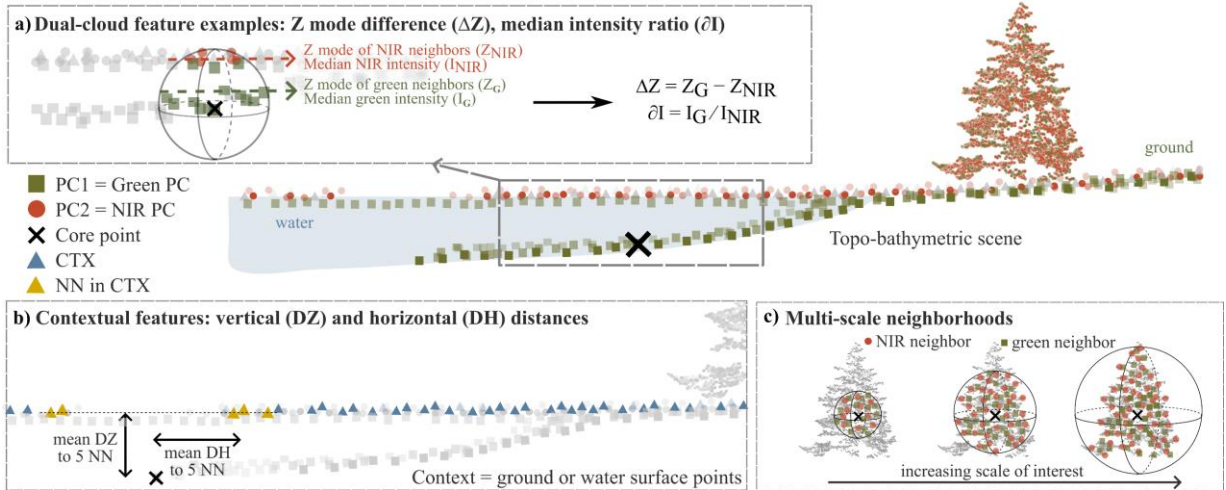 a) Dual-cloud feature examples: Z mode difference (ΔZ), median intensity ratio (∂I)
Z mode of NIR neighbors (Z_NIR)
Median NIR intensity (I_NIR)
Z mode of green neighbors (Z_G)
Median green intensity (I_G)
ΔZ = Z_G − Z_NIR
∂I = I_G/I_NIR
ground
PC1 = Green PC
PC2 = NIR PC
Core point
CTX
NN in CTX
water
Topo-bathymetric scene
b) Contextual features: vertical (DZ) and horizontal (DH) distances
mean DZ
to 5 NN
mean DH
to 5 NN
Context = ground or water surface points
c) Multi-scale neighborhoods
NIR neighbor
green neighbor
increasing scale of interest